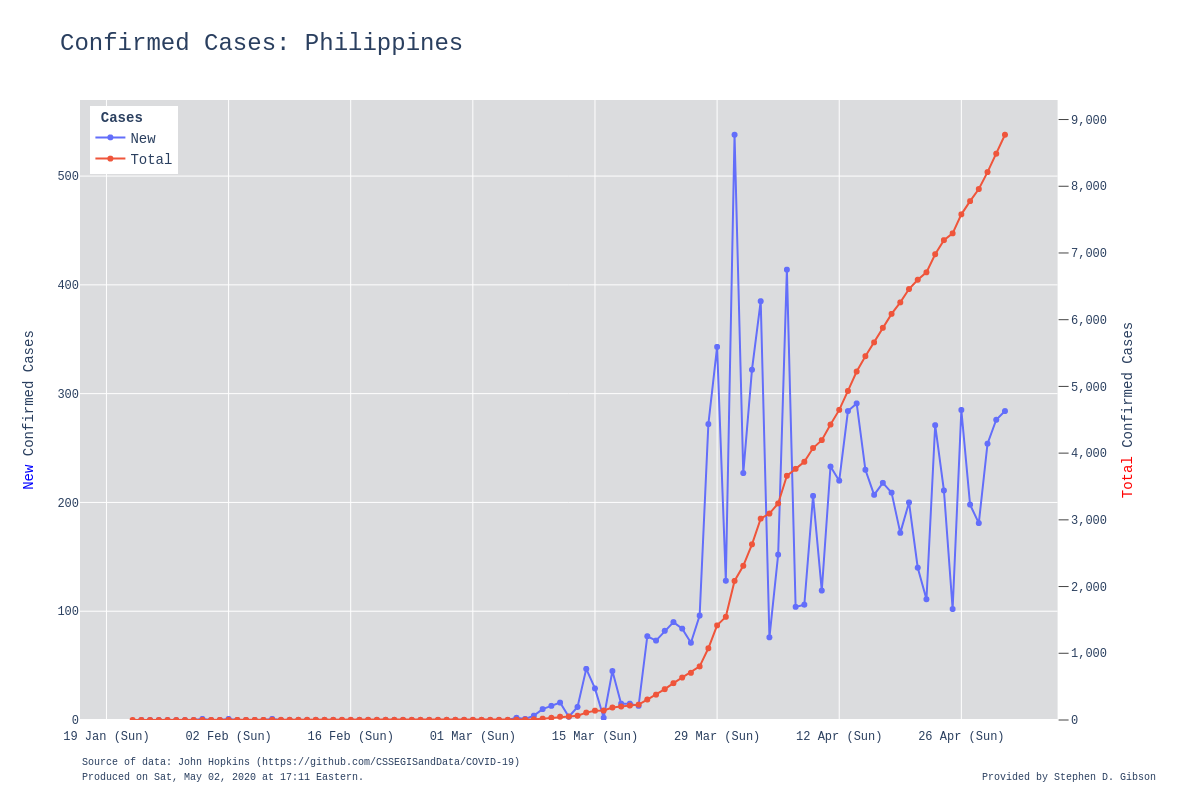 Confirmed Cases: Philippines
Cases
New
Total
500
400
300
200
100
0
New Confirmed Cases
9,000
8,000
7,000
6,000
5,000
4,000
3,000
2,000
1,000
0
Total Confirmed Cases
19 Jan (Sun) 02 Feb (Sun) 16 Feb (Sun) 01 Mar (Sun) 15 Mar (Sun) 29 Mar (Sun) 12 Apr (Sun) 26 Apr (Sun)
Source of data: John Hopkins (https://github.com/CSSEGISandData/COVID-19)
Produced on Sat, May 02, 2020 at 17:11 Eastern.
Provided by Stephen D. Gibson